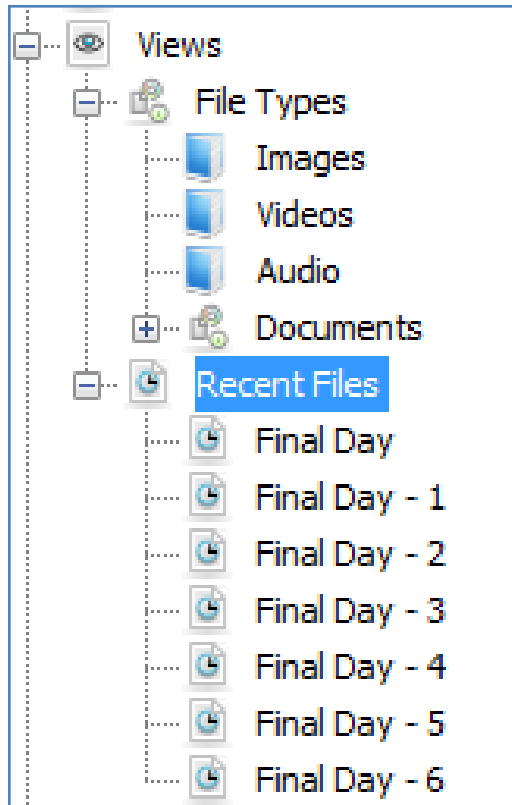 Views
File Types
Images
Videos
Audio
Documents
Recent Files
Final Day
Final Day - 1
Final Day - 2
Final Day - 3
Final Day - 4
Final Day - 5
Final Day - 6